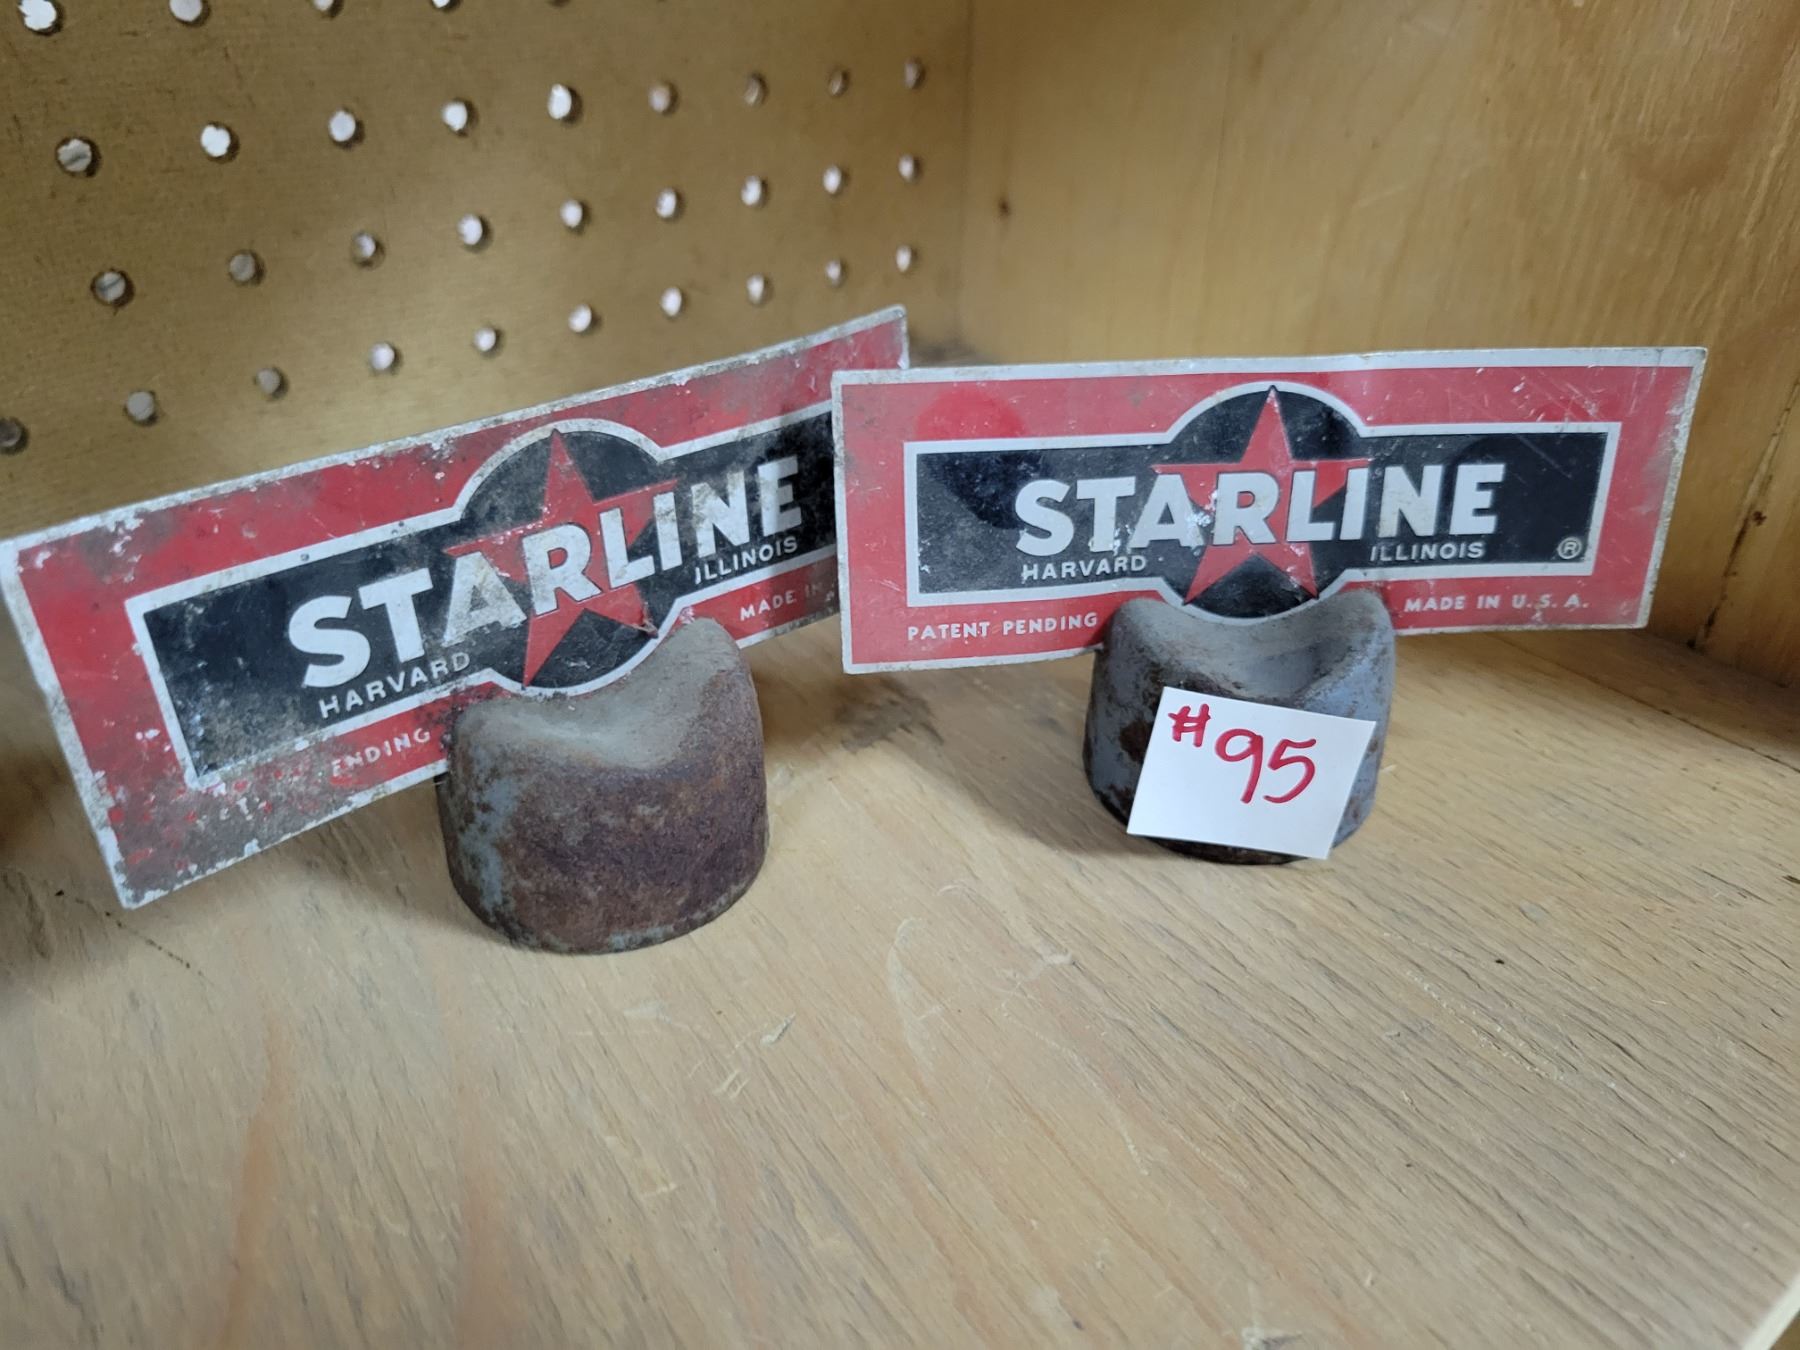 STARLINE
HARVARD ILLINOIS
ENDING MADE IN
STARLINE
HARVARD ILLINOIS ®
PATENT PENDING MADE IN U.S.A.
#95